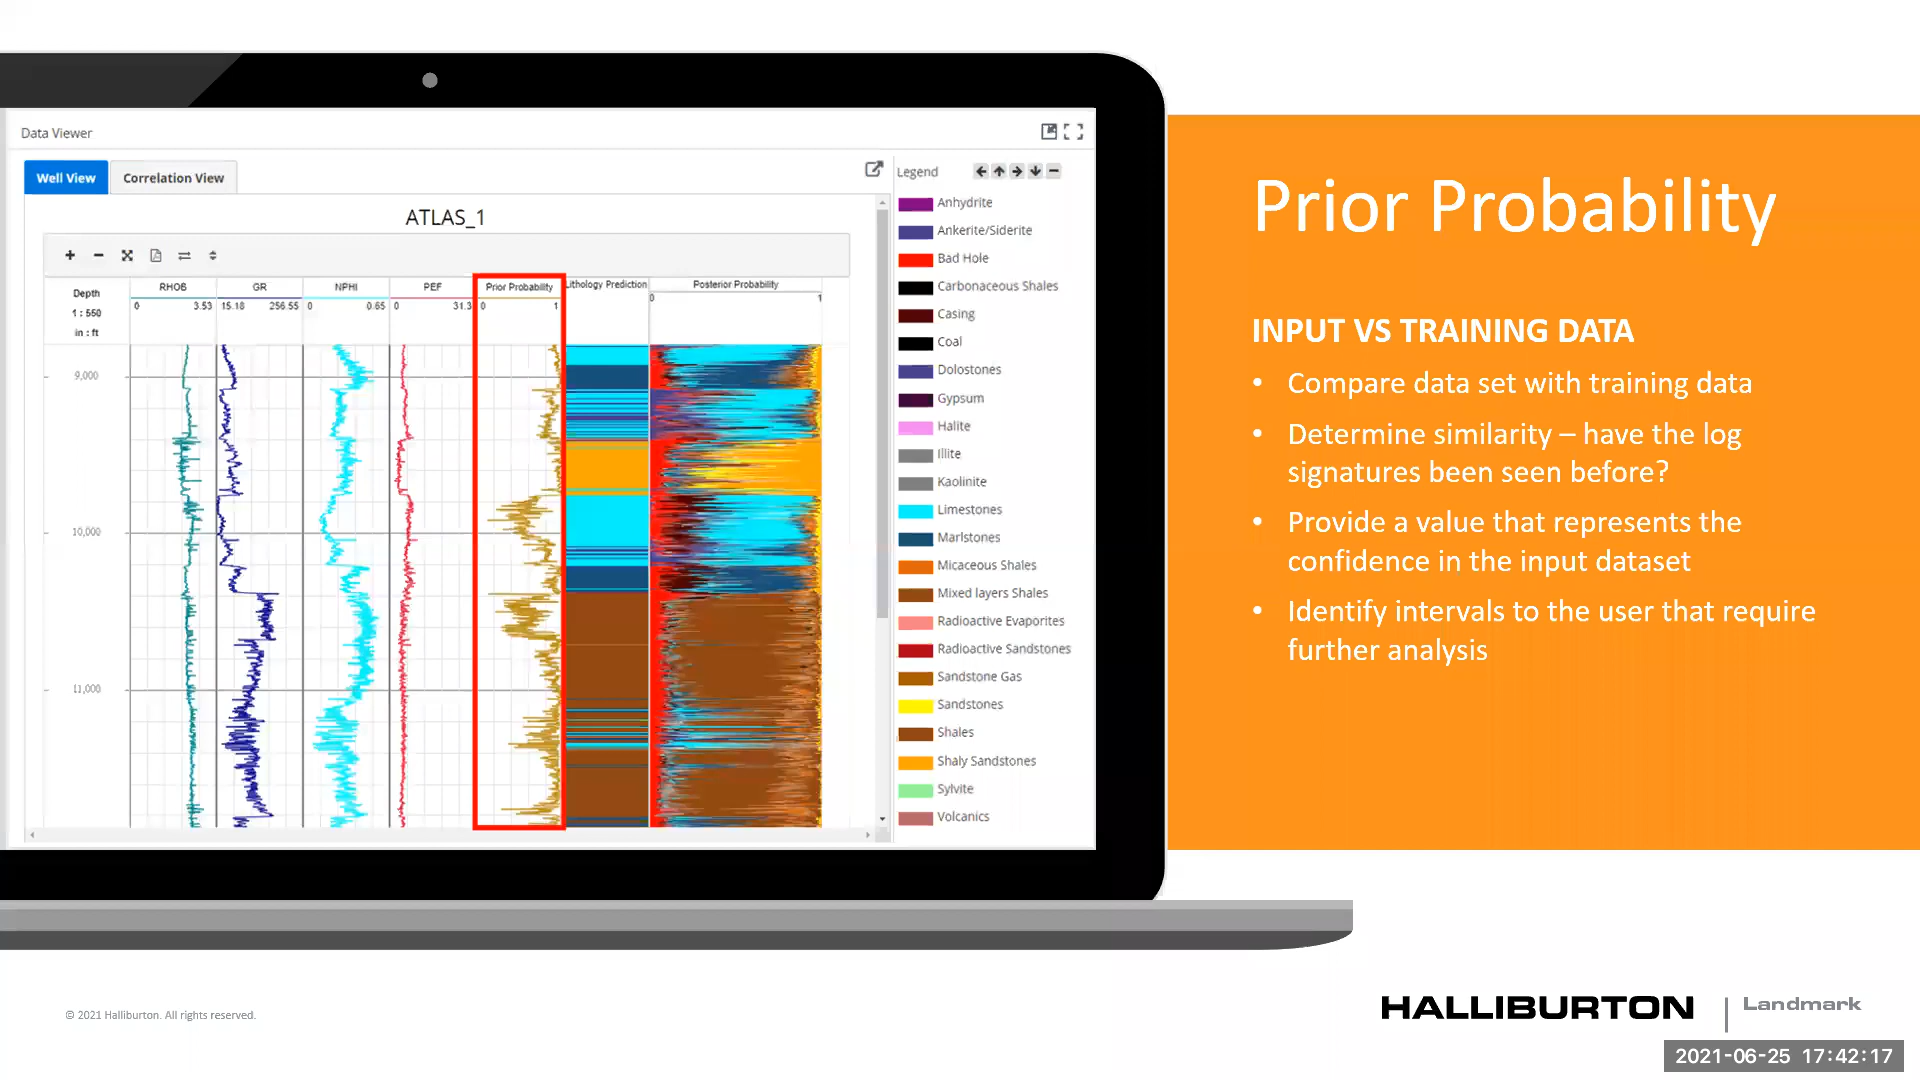 Data Viewer
Well View
Correlation View
ATLAS_1
Depth
1 : 550
in : ft
RHOB
0 3.53
GR
15.18 256.55
NPHI
0 0.65
PEF
0 31.3
Prior Probability
0 1
Lithology Prediction
Posterior Probability
0 1
9,000
10,000
11,000
Legend
Anhydrite
Ankerite/Siderite
Bad Hole
Carbonaceous Shales
Casing
Coal
Dolostones
Gypsum
Halite
Illite
Kaolinite
Limestones
Marlstones
Micaceous Shales
Mixed layers Shales
Radioactive Evaporites
Radioactive Sandstones
Sandstone Gas
Sandstones
Shales
Shaly Sandstones
Sylvite
Volcanics
Prior Probability
INPUT VS TRAINING DATA
• Compare data set with training data
• Determine similarity – have the log
signatures been seen before?
• Provide a value that represents the
confidence in the input dataset
• Identify intervals to the user that require
further analysis
© 2021 Halliburton. All rights reserved.
HALLIBURTON | Landmark
2021-06-25 17:42:17